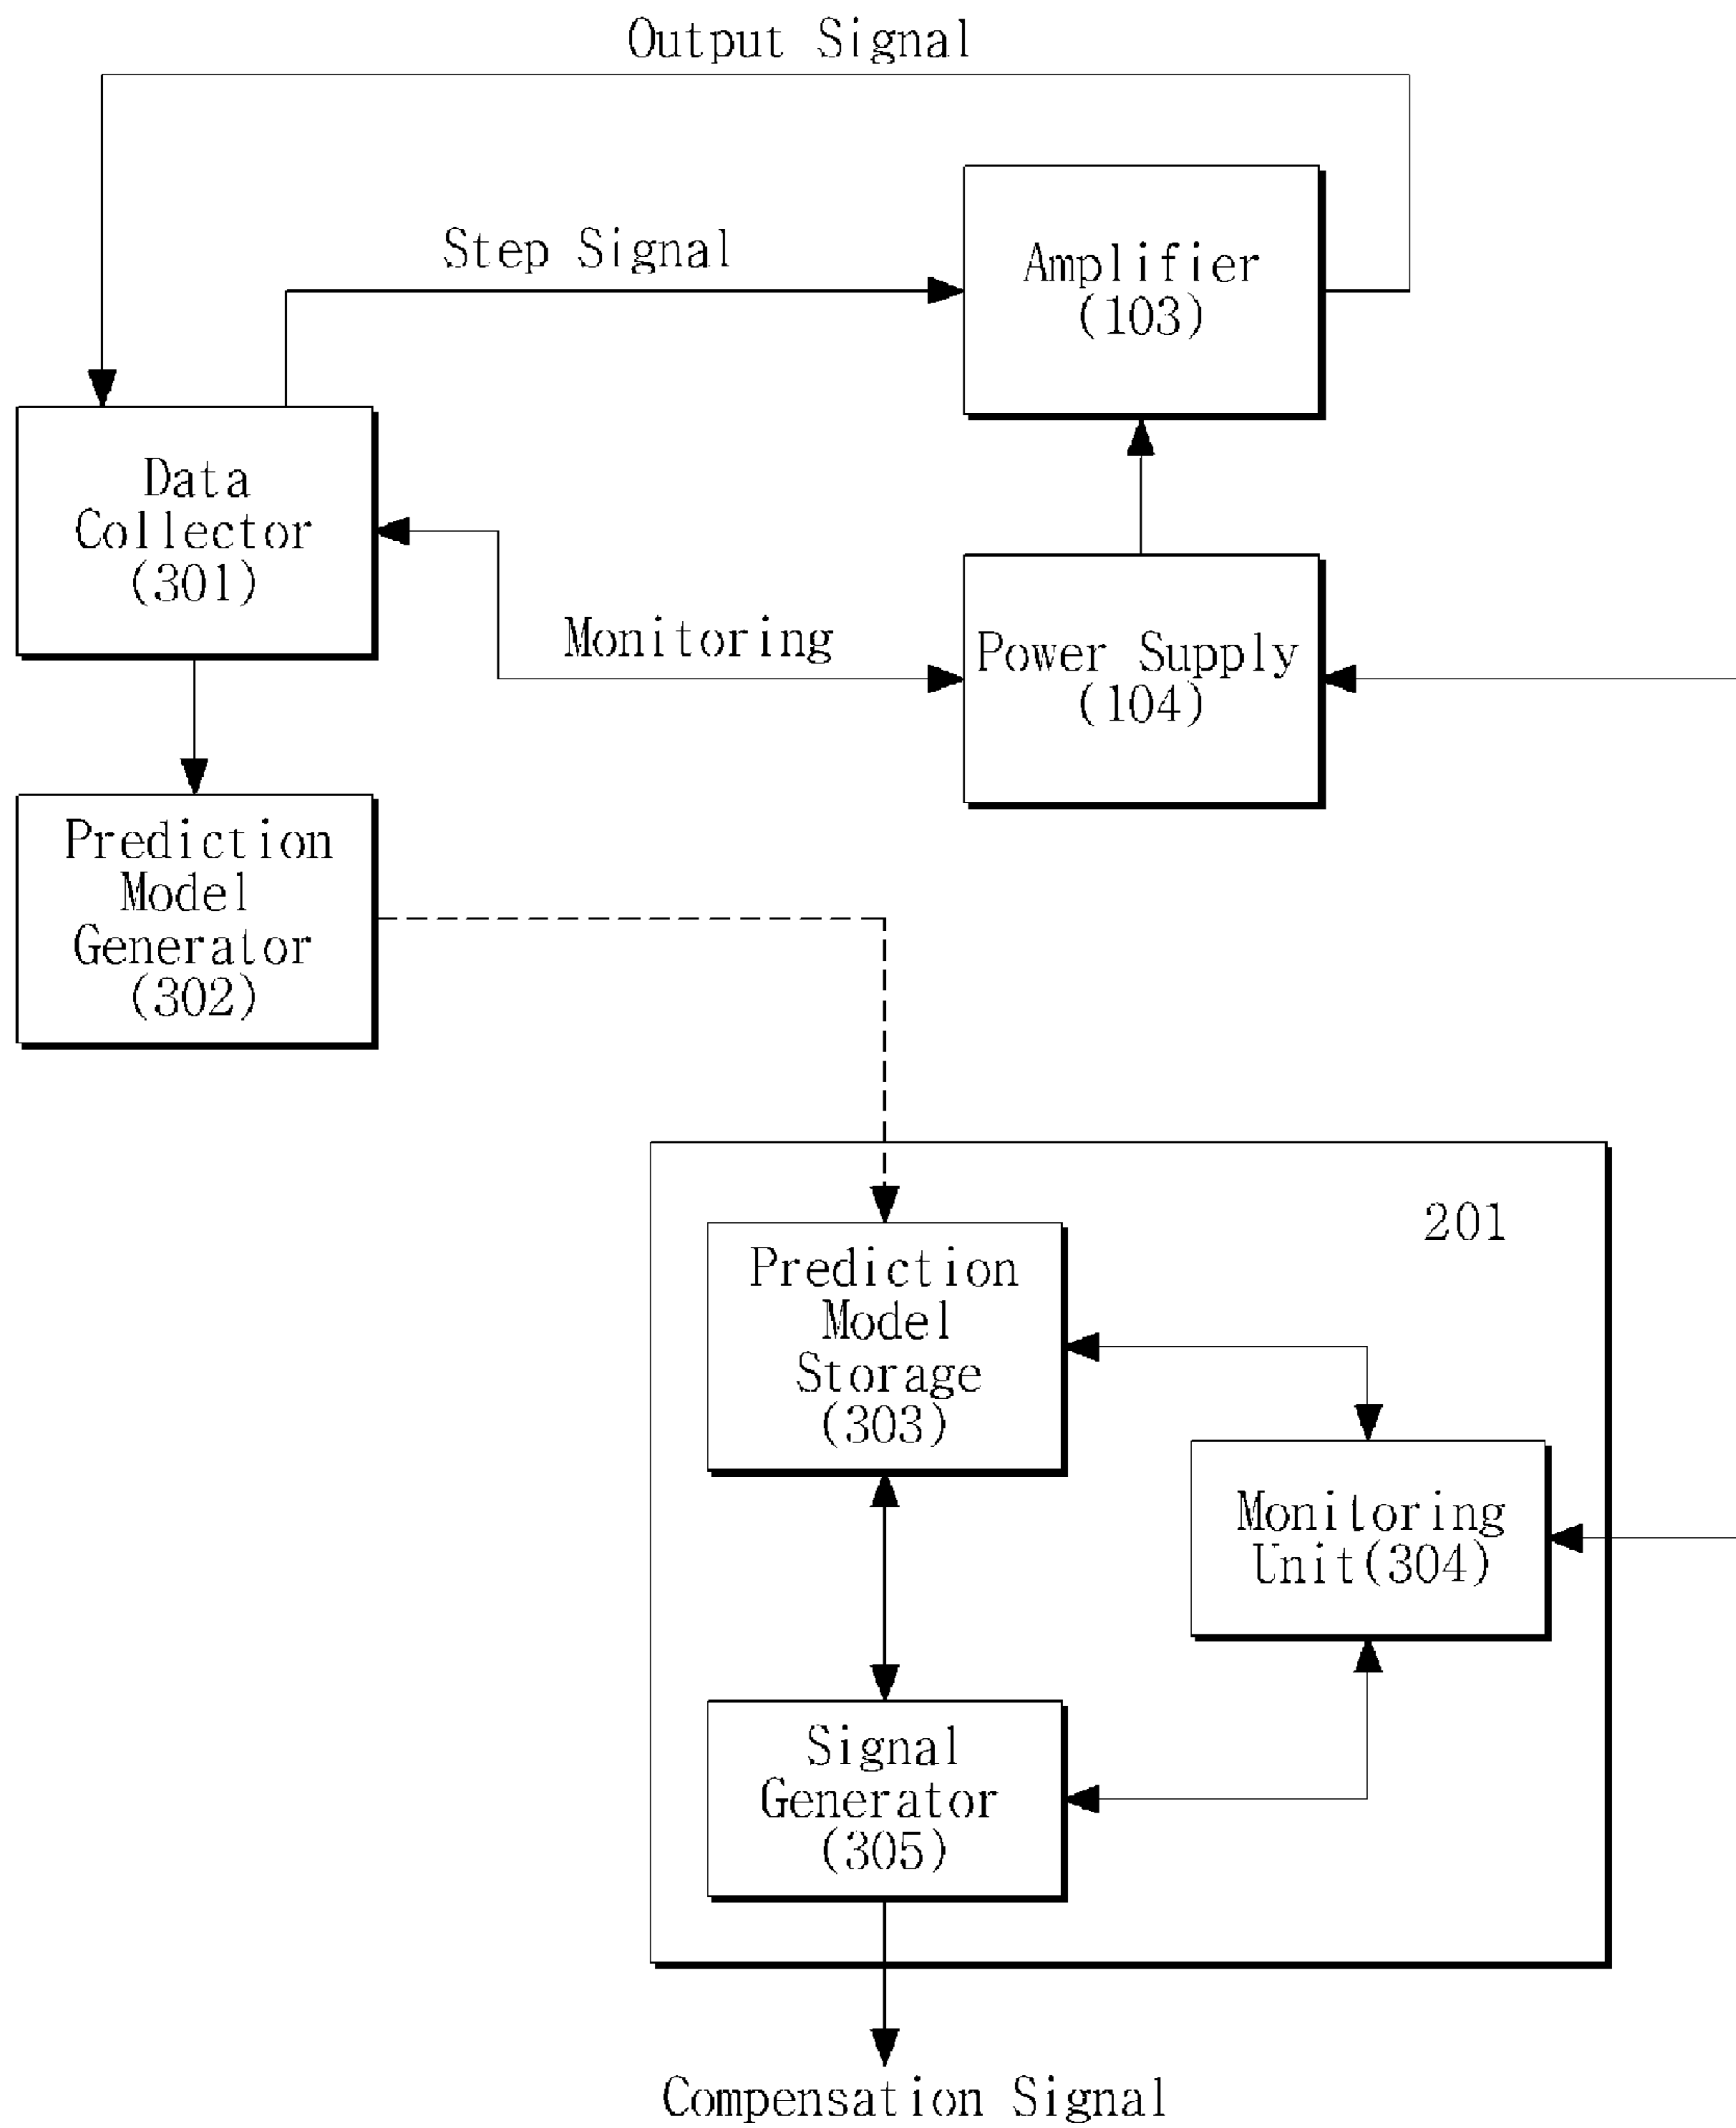 Output Signal
Step Signal
Amplifier
(103)
Data
Collector
(301)
Monitoring
Power Supply
(104)
Prediction
Model
Generator
(302)
201
Prediction
Model
Storage
(303)
Monitoring
Unit(304)
Signal
Generator
(305)
Compensation Signal